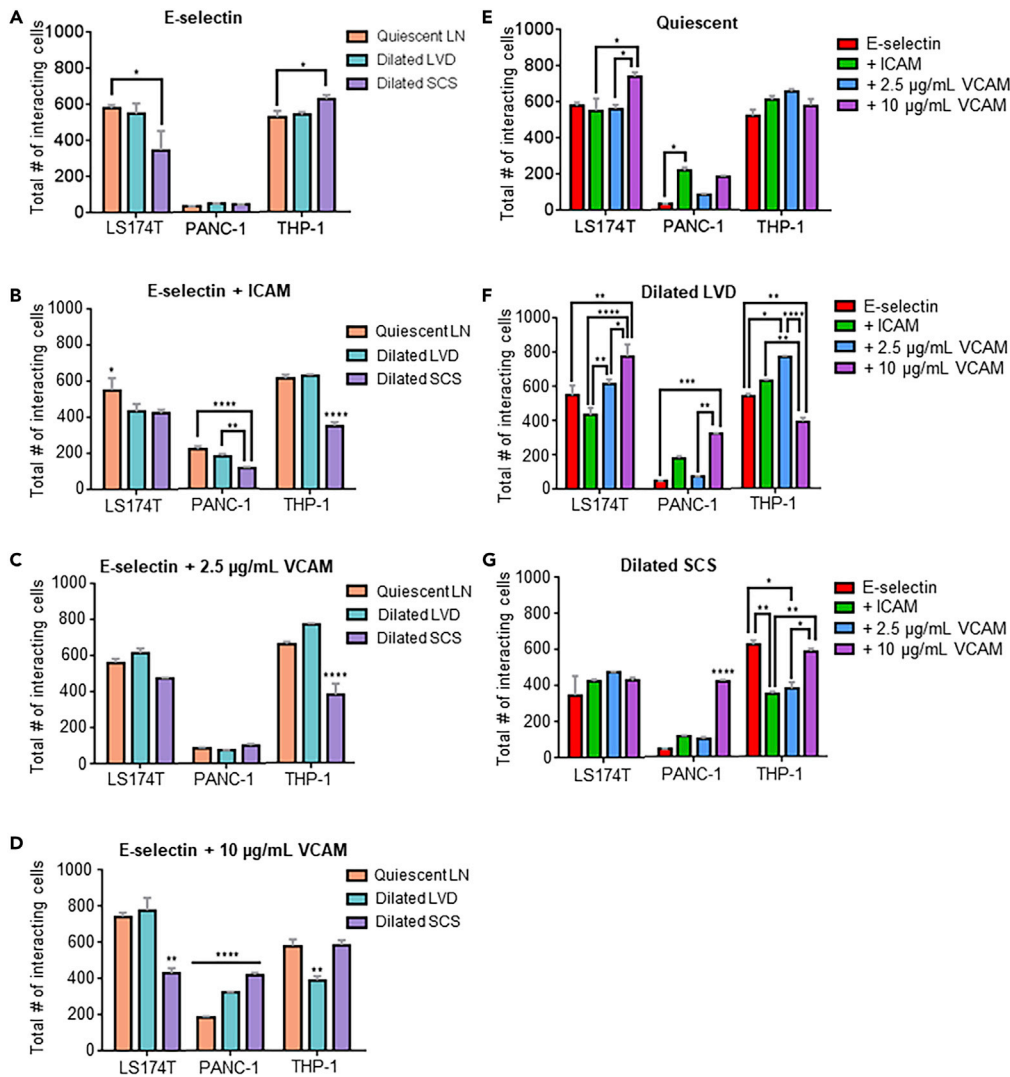 A
E-selectin
Total # of interacting cells
1000
800
600
400
200
0
*
*
Quiescent LN
Dilated LVD
Dilated SCS
LS174T PANC-1 THP-1
B
E-selectin + ICAM
Total # of interacting cells
1000
800
600
400
200
0
*
****
**
****
Quiescent LN
Dilated LVD
Dilated SCS
LS174T PANC-1 THP-1
C
E-selectin + 2.5 µg/mL VCAM
Total # of interacting cells
1000
800
600
400
200
0
****
Quiescent LN
Dilated LVD
Dilated SCS
LS174T PANC-1 THP-1
D
E-selectin + 10 µg/mL VCAM
Total # of interacting cells
1000
800
600
400
200
0
**
****
**
Quiescent LN
Dilated LVD
Dilated SCS
LS174T PANC-1 THP-1
E
Quiescent
Total # of interacting cells
1000
800
600
400
200
0
*
*
*
E-selectin
+ ICAM
+ 2.5 µg/mL VCAM
+ 10 µg/mL VCAM
LS174T PANC-1 THP-1
F
Dilated LVD
Total # of interacting cells
1000
800
600
400
200
0
**
****
*
**
***
**
**
*
****
**
E-selectin
+ ICAM
+ 2.5 µg/mL VCAM
+ 10 µg/mL VCAM
LS174T PANC-1 THP-1
G
Dilated SCS
Total # of interacting cells
1000
800
600
400
200
0
****
*
**
**
*
E-selectin
+ ICAM
+ 2.5 µg/mL VCAM
+ 10 µg/mL VCAM
LS174T PANC-1 THP-1